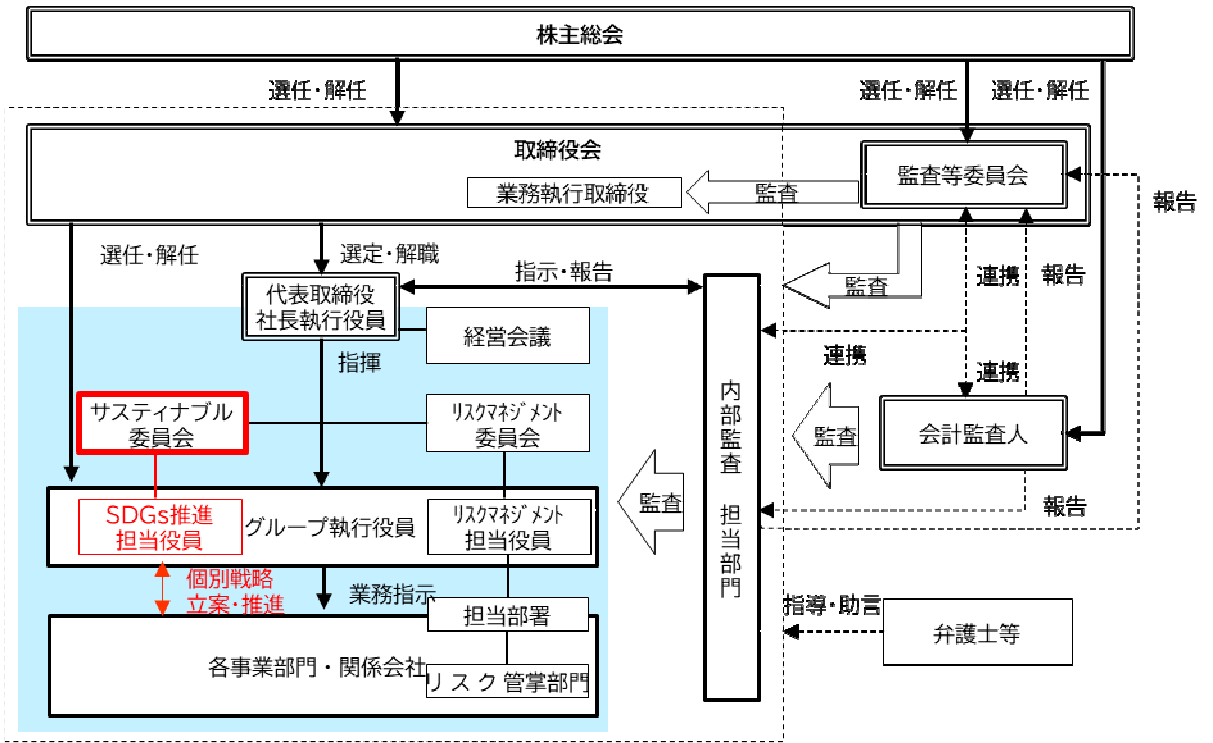 株主総会
選任・解任
選任・解任
選任・解任
取締役会
監査等委員会
業務執行取締役
監査
報告
選任・解任
選定・解職
指示・報告
連携
報告
代表取締役
社長執行役員
監査
経営会議
連携
指揮
連携
サスティナブル
委員会
ﾘｽｸﾏﾈｼﾞﾒﾝﾄ
委員会
内部監査 担当部門
監査
会計監査人
監査
報告
SDGs推進
担当役員
グループ執行役員
ﾘｽｸﾏﾈｼﾞﾒﾝﾄ
担当役員
個別戦略
立案・推進
業務指示
担当部署
指導・助言
弁護士等
各事業部門・関係会社
リスク管掌部門